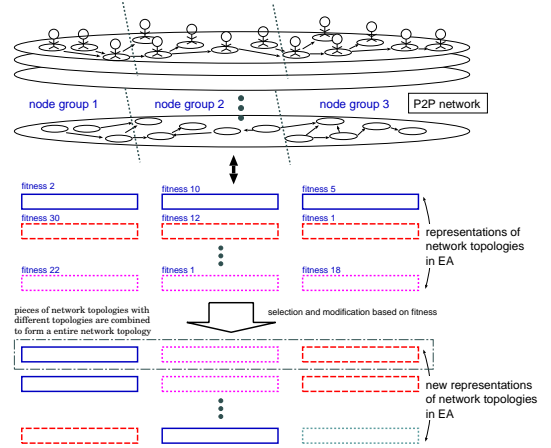 node group 1
node group 2
node group 3
P2P network
fitness 2
fitness 10
fitness 5
fitness 30
fitness 12
fitness 1
representations of
network topologies
in EA
fitness 22
fitness 1
fitness 18
pieces of network topologies with
different topologies are combined
to form a entire network topology
selection and modification based on fitness
new representations
of network topologies
in EA